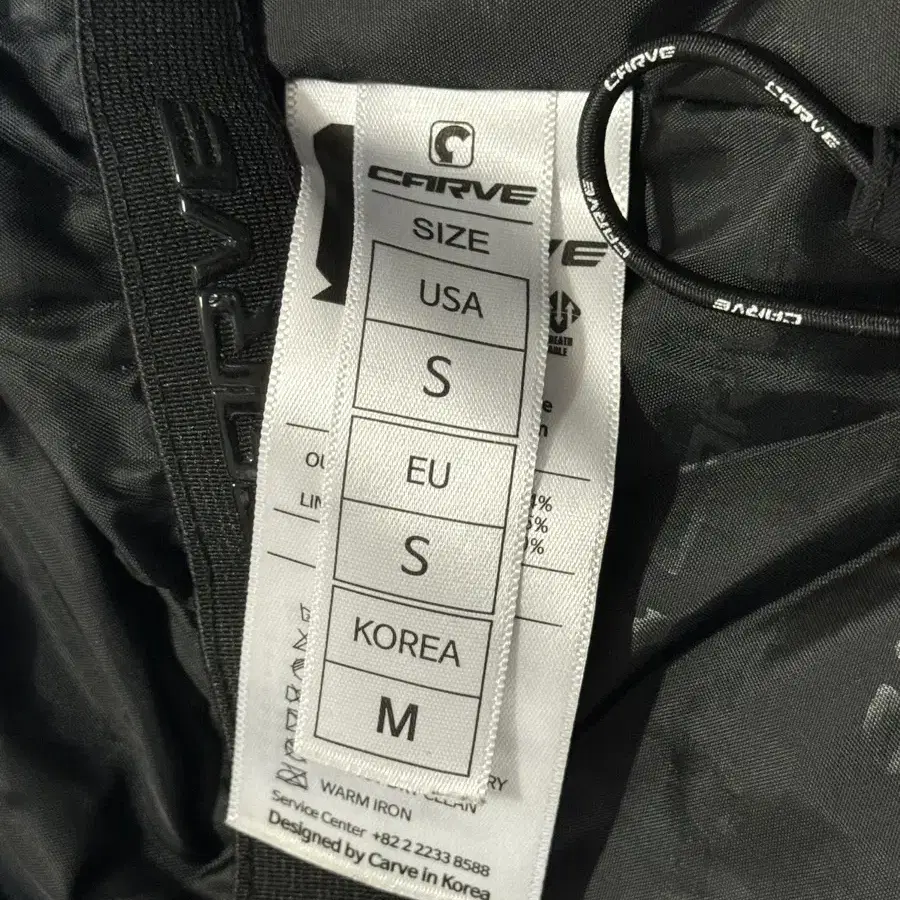 CARVE
SIZE
USA
S
EU
S
KOREA
M
WARM IRON
Service Center +82 2 2233 8588
Designed by Carve in Korea
CARVE
CARVE
CARVE
CARVE